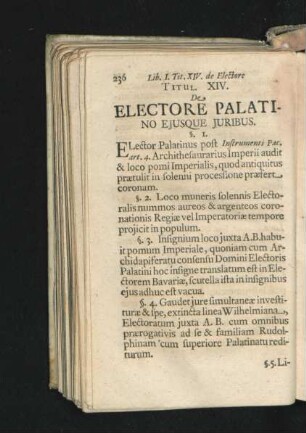 236 Lib. I. Tit. XIV. de Electore
TITUL. XIV.
De
ELECTORE PALATI-
NO EJUSQUE JURIBUS.
§. 1.
ELector Palatinus post Instrumentũ Pac.
art. 4. Archithesaurarius Imperii audit
& loco pomi Imperialis, quod antiquitus
prætulit in solenni processione præfert
coronam.
§. 2. Loco muneris solennis Electo-
ralis nummos aureos & argenteos coro-
nationis Regiæ vel Imperatoriæ tempore
projicit in populum.
§. 3. Insignium loco juxta A. B. habu-
it pomum Imperiale, quoniam cum Ar-
chidapiferatu consensu Domini Electoris
Palatini hoc insigne translatum est in Ele-
ctorem Bavariæ, scutella ista in insignibus
ejus adhuc est vacua.
§. 4. Gaudet jure simultaneæ investi-
turæ & spe, extincta linea Wilhelmiana,
Electoratum juxta A. B. cum omnibus
prærogativis ad se & familiam Rudol-
phinam cum superiore Palatinatu redi-
turum.
§. 5. Li-